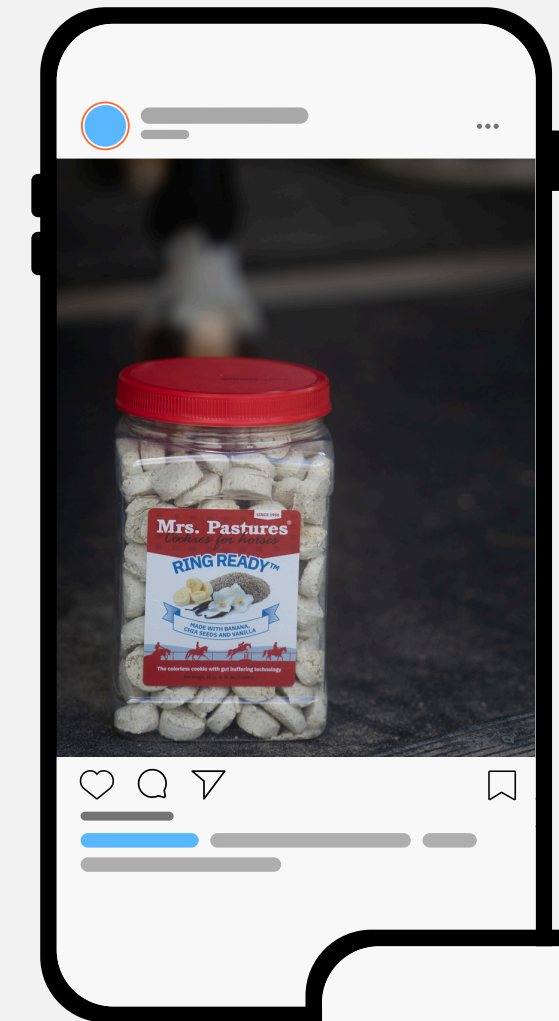 SINCE 1986
Mrs. Pastures®
Cookies for horses
RING READY™
MADE WITH BANANA,
CHIA SEEDS AND VANILLA
The colorless cookie with gut buffering technology